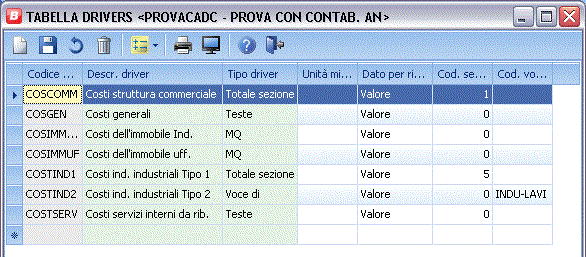 B TABELLA DRIVERS <PROVACADC - PROVA CON CONTAB. AN>
Codice ... Descr. driver Tipo driver Unità mi... Dato per ri... Cod. se... Cod. vo...
COSCOMM Costi struttura commerciale Totale sezione Valore 1
COSGEN Costi generali Teste Valore 0
COSIMM... Costi dell'immobile Ind. MQ Valore 0
COSIMMUF Costi dell'immobile uff. MQ Valore 0
COSTIND1 Costi ind. industriali Tipo 1 Totale sezione Valore 5
COSTIND2 Costi ind. industriali Tipo 2 Voce di Valore 0 INDU-LAVI
COSTSERV Costi servizi interni da rib. Teste Valore 0